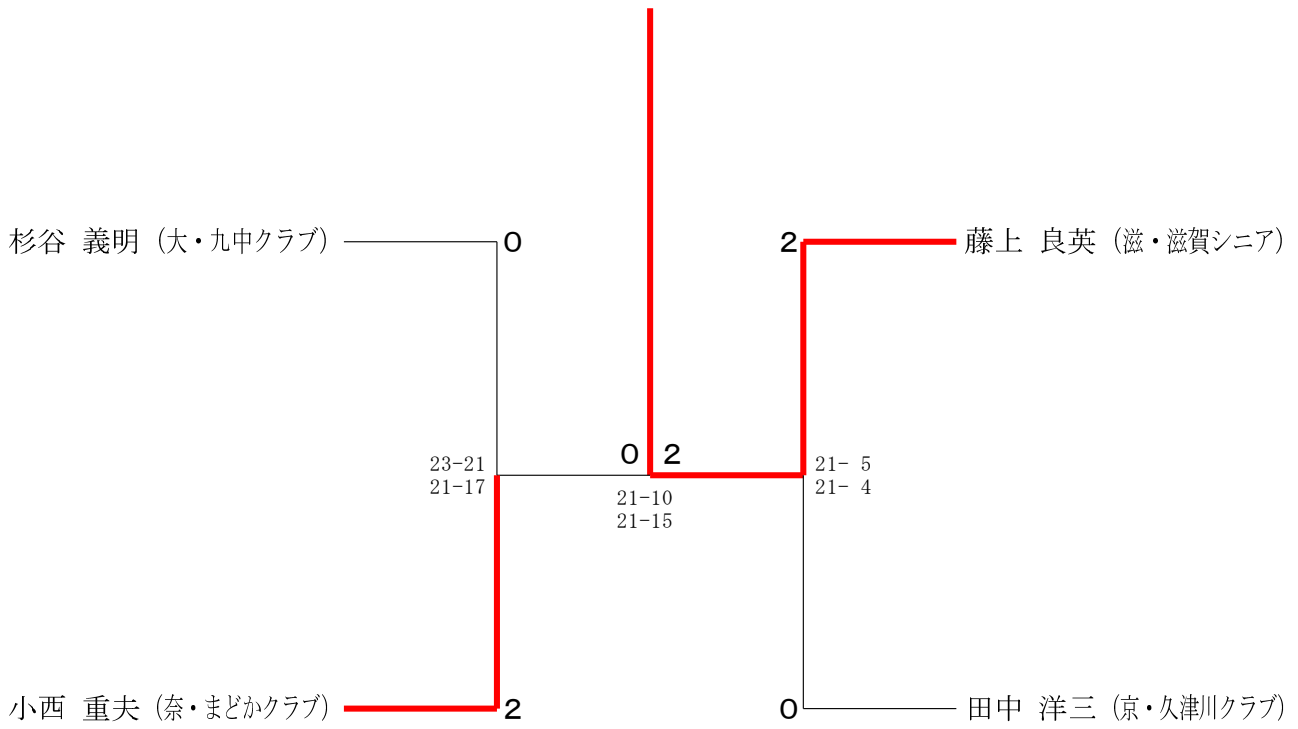 杉谷 義明 (大・九中クラブ) 0
2 藤上 良英 (滋・滋賀シニア)
23-21
21-17
0 2
21-10
21-15
21- 5
21- 4
小西 重夫 (奈・まどかクラブ) 2
0 田中 洋三 (京・久津川クラブ)